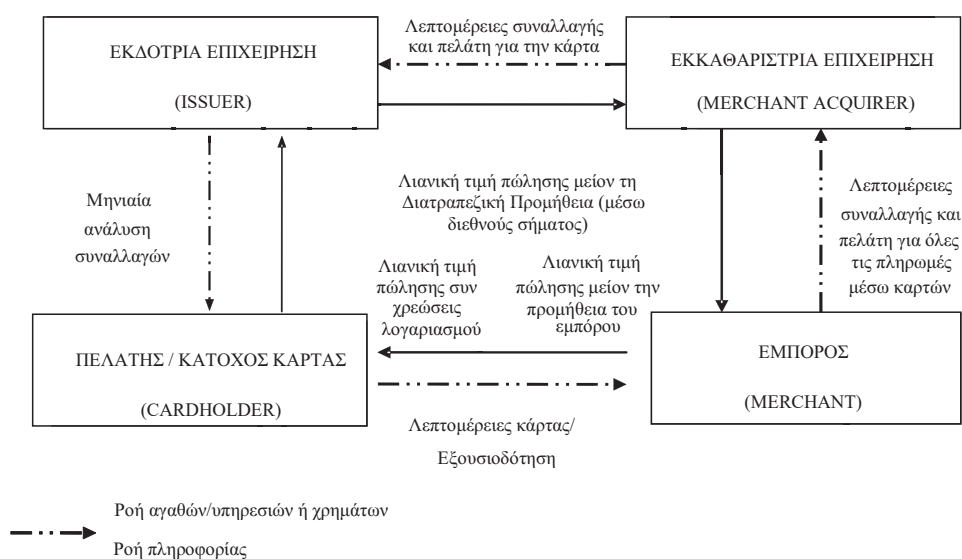 Λεπτομέρειες συναλλαγής
και πελάτη για την κάρτα
ΕΚΔΟΤΡΙΑ ΕΠΙΧΕΙΡΗΣΗ
(ISSUER)
ΕΚΚΑΘΑΡΙΣΤΡΙΑ ΕΠΙΧΕΙΡΗΣΗ
(MERCHANT ACQUIRER)
Μηνιαία
ανάλυση
συναλλαγών
Λιανική τιμή πώλησης μείον τη
Διατραπεζική Προμήθεια (μέσω
διεθνούς σήματος)
Λεπτομέρειες
συναλλαγής και
πελάτη για όλες
τις πληρωμές
μέσω καρτών
Λιανική τιμή
πώλησης συν
χρεώσεις
λογαριασμού
Λιανική τιμή
πώλησης μείον την
προμήθεια του
εμπόρου
ΠΕΛΑΤΗΣ / ΚΑΤΟΧΟΣ ΚΑΡΤΑΣ
(CARDHOLDER)
ΕΜΠΟΡΟΣ
(MERCHANT)
Λεπτομέρειες κάρτας/
Εξουσιοδότηση
Ροή αγαθών/υπηρεσιών ή χρημάτων
Ροή πληροφορίας